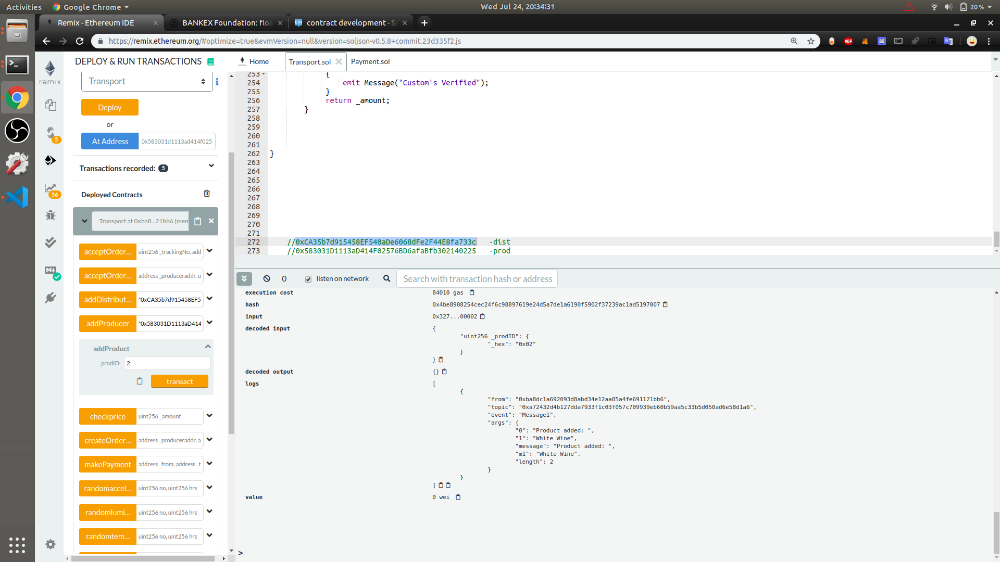 Activities
Google Chrome
Wed Jul 24, 20:34:31
20 %
Remix - Ethereum IDE
BANKEX Foundation: floa
contract development - So
https://remix.ethereum.org/#optimize=true&evmVersion=null&version=soljson-v0.5.8+commit.23d335f2.js
ABP
remix
5
56
DEPLOY & RUN TRANSACTIONS
Transport
Deploy
or
At Address
0x583031d1113ad414f025
Transactions recorded: 5
Deployed Contracts
Transport at 0xba8...21bb6 (mem
acceptOrder... uint256 _trackingNo, add
acceptOrder... address _produceraddr, u
addDistribut... "0xCA35b7d915458EF5
addProducer "0x583031D1113aD414
addProduct
_prodID: 2
transact
checkprice uint256 _amount
createOrder... address _produceraddr, a
makePayment address _from, address _t
randomaccel... uint256 no, uint256 hrs
randomlumi... uint256 no, uint256 hrs
randomtem... uint256 no, uint256 hrs
Home
Transport.sol
Payment.sol
253 {
254 emit Message("Custom's Verified");
255 }
256 return _amount;
257 }
258
259
260
261
262 }
263
264
265
266
267
268
269
270
271
272 //0xCA35b7d915458EF540aDe6068dFe2F44E8fa733c -dist
273 //0x583031D1113aD414F02576BD6afaBfb302140225 -prod
0
listen on network
Search with transaction hash or address
execution cost 84010 gas
hash 0x4be8908254cec24f6c98897619e24d5a7de1a6190f5902f37239ac1ad5197007
input 0x327...00002
decoded input {
"uint256 _prodID": {
"_hex": "0x02"
}
}
decoded output {}
logs [
{
"from": "0xba8dc1a692093d8abd34e12aa05a4fe691121bb6",
"topic": "0xa72432d4b127dda7933f1c03f057c709939eb60b59aa5c33b5d050ad6e58d1a6",
"event": "Message1",
"args": {
"0": "Product added: ",
"1": "White Wine",
"message": "Product added: ",
"m1": "White Wine",
"length": 2
}
}
]
value 0 wei
>